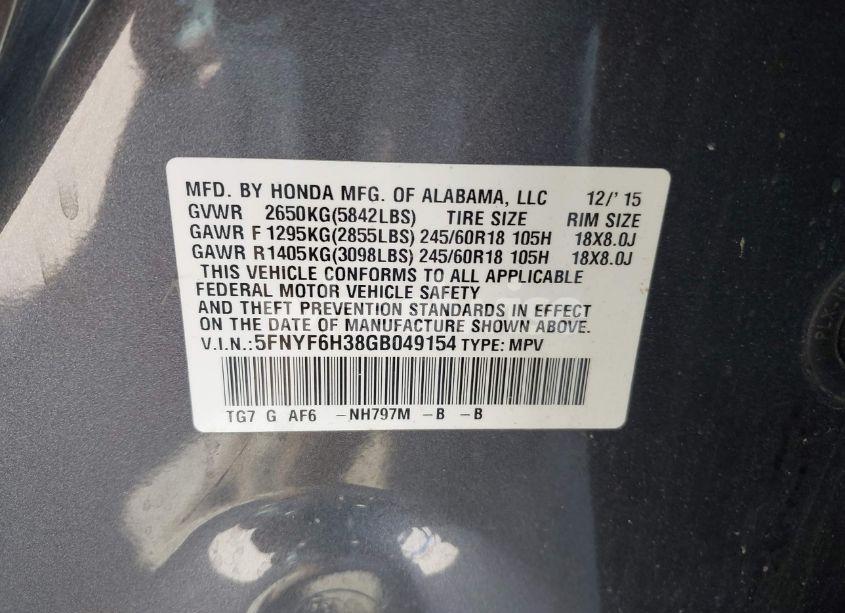 MFD. BY HONDA MFG. OF ALABAMA, LLC 12/' 15
GVWR 2650KG(5842LBS) TIRE SIZE RIM SIZE
GAWR F 1295KG(2855LBS) 245/60R18 105H 18X8.0J
GAWR R1405KG(3098LBS) 245/60R18 105H 18X8.0J
THIS VEHICLE CONFORMS TO ALL APPLICABLE
FEDERAL MOTOR VEHICLE SAFETY
AND THEFT PREVENTION STANDARDS IN EFFECT
ON THE DATE OF MANUFACTURE SHOWN ABOVE.
V.I.N.: 5FNYF6H38GB049154 TYPE: MPV
TG7 G AF6 -NH797M -B -B